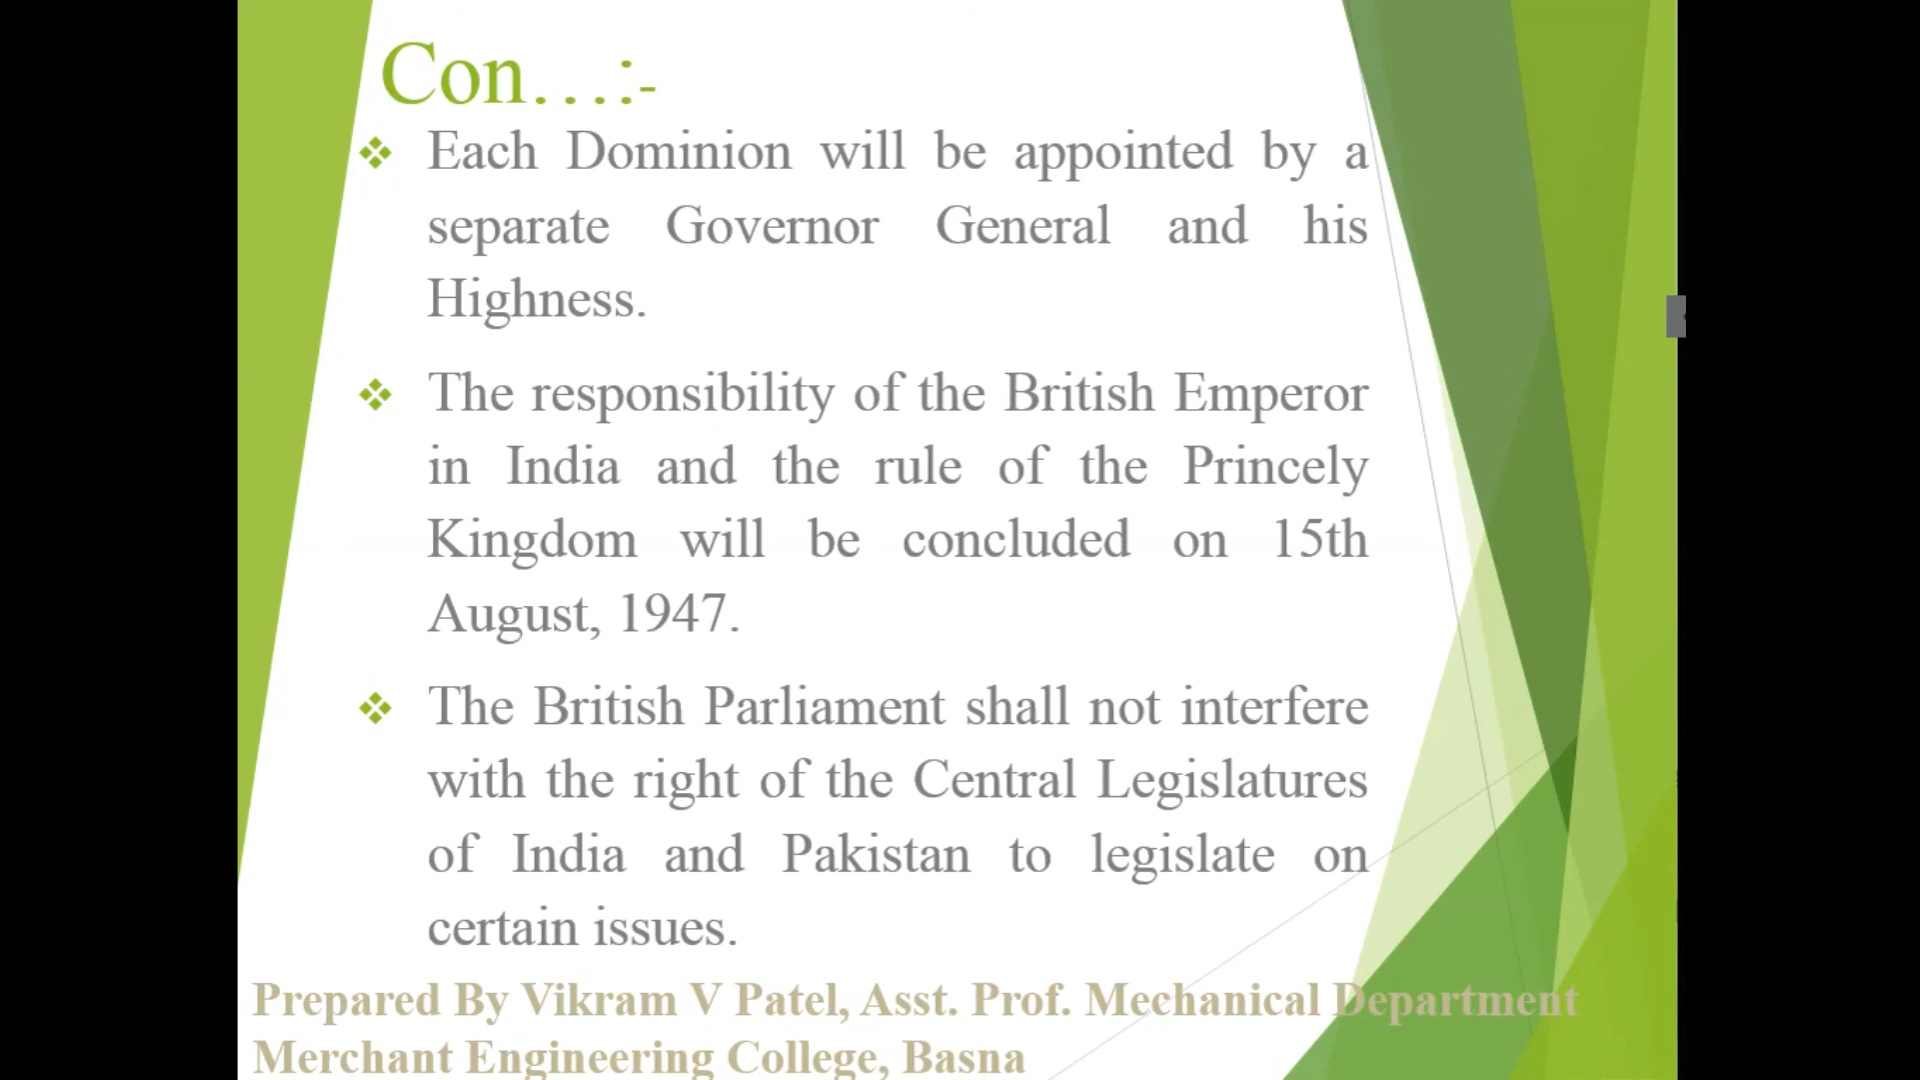 Con…:-
Each Dominion will be appointed by a
separate Governor General and his
Highness.
The responsibility of the British Emperor
in India and the rule of the Princely
Kingdom will be concluded on 15th
August, 1947.
The British Parliament shall not interfere
with the right of the Central Legislatures
of India and Pakistan to legislate on
certain issues.
Prepared By Vikram V Patel, Asst. Prof. Mechanical Department
Merchant Engineering College, Basna